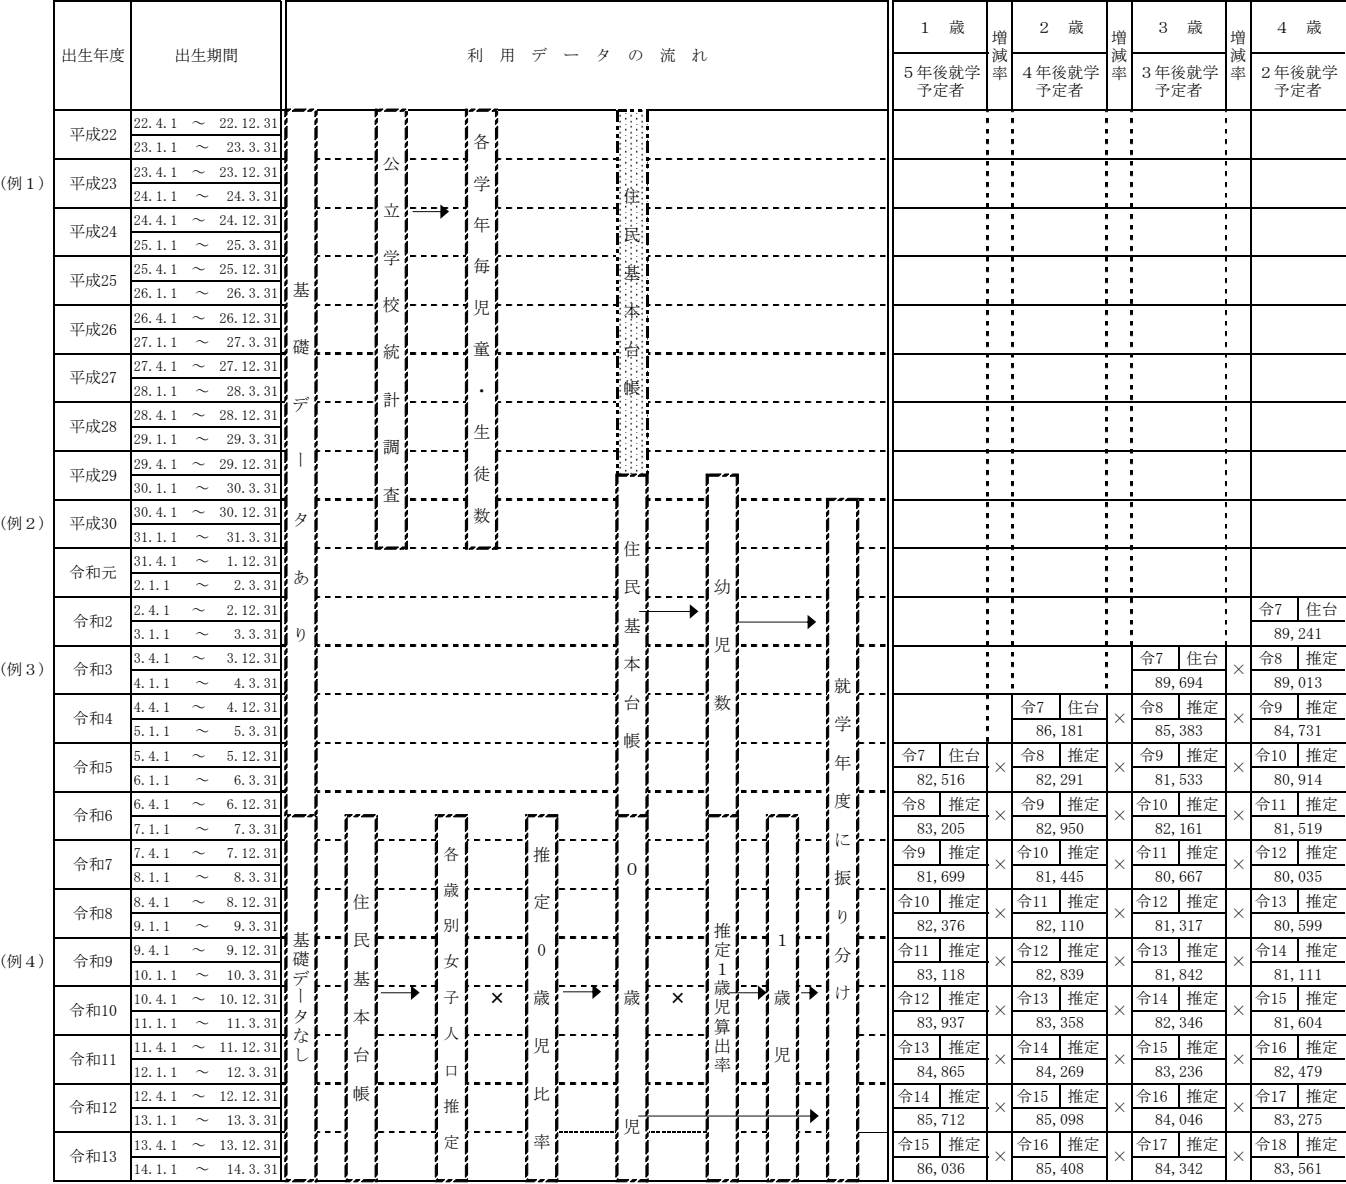 出生年度 出生期間 利用データの流れ 1 歳 増減率 2 歳 増減率 3 歳 増減率 4 歳
5年後就学予定者 4年後就学予定者 3年後就学予定者 2年後就学予定者
平成22 22.4.1 ～ 22.12.31
23.1.1 ～ 23.3.31
(例1) 平成23 23.4.1 ～ 23.12.31
24.1.1 ～ 24.3.31
平成24 24.4.1 ～ 24.12.31
25.1.1 ～ 25.3.31
平成25 25.4.1 ～ 25.12.31
26.1.1 ～ 26.3.31
平成26 26.4.1 ～ 26.12.31
27.1.1 ～ 27.3.31
平成27 27.4.1 ～ 27.12.31
28.1.1 ～ 28.3.31
平成28 28.4.1 ～ 28.12.31
29.1.1 ～ 29.3.31
平成29 29.4.1 ～ 29.12.31
30.1.1 ～ 30.3.31
(例2) 平成30 30.4.1 ～ 30.12.31
31.1.1 ～ 31.3.31
令和元 31.4.1 ～ 1.12.31
2.1.1 ～ 2.3.31
令和2 2.4.1 ～ 2.12.31 令7 住台
3.1.1 ～ 3.3.31 89,241
(例3) 令和3 3.4.1 ～ 3.12.31 令7 住台 × 令8 推定
4.1.1 ～ 4.3.31 89,694 89,013
令和4 4.4.1 ～ 4.12.31 令7 住台 × 令8 推定 × 令9 推定
5.1.1 ～ 5.3.31 86,181 85,383 84,731
令和5 5.4.1 ～ 5.12.31 令7 住台 × 令8 推定 × 令9 推定 × 令10 推定
6.1.1 ～ 6.3.31 82,516 82,291 81,533 80,914
令和6 6.4.1 ～ 6.12.31 令8 推定 × 令9 推定 × 令10 推定 × 令11 推定
7.1.1 ～ 7.3.31 83,205 82,950 82,161 81,519
令和7 7.4.1 ～ 7.12.31 令9 推定 × 令10 推定 × 令11 推定 × 令12 推定
8.1.1 ～ 8.3.31 81,699 81,445 80,667 80,035
令和8 8.4.1 ～ 8.12.31 令10 推定 × 令11 推定 × 令12 推定 × 令13 推定
9.1.1 ～ 9.3.31 82,376 82,110 81,317 80,599
(例4) 令和9 9.4.1 ～ 9.12.31 令11 推定 × 令12 推定 × 令13 推定 × 令14 推定
10.1.1 ～ 10.3.31 83,118 82,839 81,842 81,111
令和10 10.4.1 ～ 10.12.31 令12 推定 × 令13 推定 × 令14 推定 × 令15 推定
11.1.1 ～ 11.3.31 83,937 83,358 82,346 81,604
令和11 11.4.1 ～ 11.12.31 令13 推定 × 令14 推定 × 令15 推定 × 令16 推定
12.1.1 ～ 12.3.31 84,865 84,269 83,236 82,479
令和12 12.4.1 ～ 12.12.31 令14 推定 × 令15 推定 × 令16 推定 × 令17 推定
13.1.1 ～ 13.3.31 85,712 85,098 84,046 83,275
令和13 13.4.1 ～ 13.12.31 令15 推定 × 令16 推定 × 令17 推定 × 令18 推定
14.1.1 ～ 14.3.31 86,036 85,408 84,342 83,561
基礎データあり
公立学校統計調査
各学年毎児童・生徒数
住民基本台帳
住民基本台帳
幼児数
就学年度に振り分け
基礎データなし
住民基本台帳
各歳別女子人口推定
×
推定0歳児比率
0歳児
×
推定1歳児算出率
1歳児